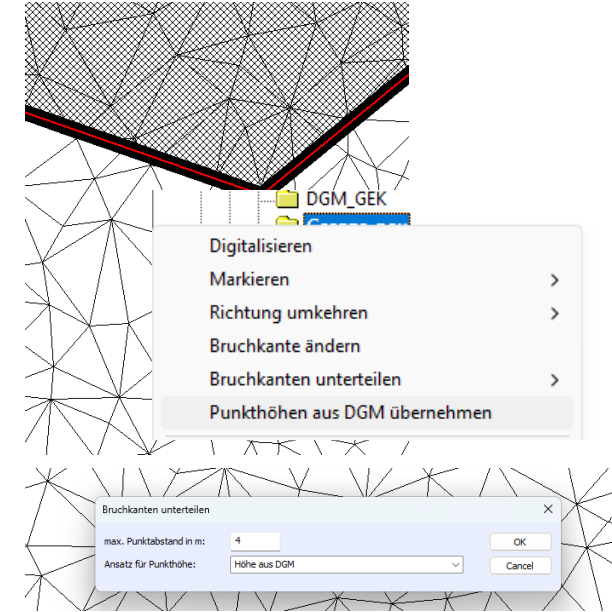 DGM_GEK
Digitalisieren
Markieren
Richtung umkehren
Bruchkante ändern
Bruchkanten unterteilen
Punkthöhen aus DGM übernehmen
Bruchkanten unterteilen
max. Punktabstand in m: 4 OK
Ansatz für Punkthöhe: Höhe aus DGM Cancel